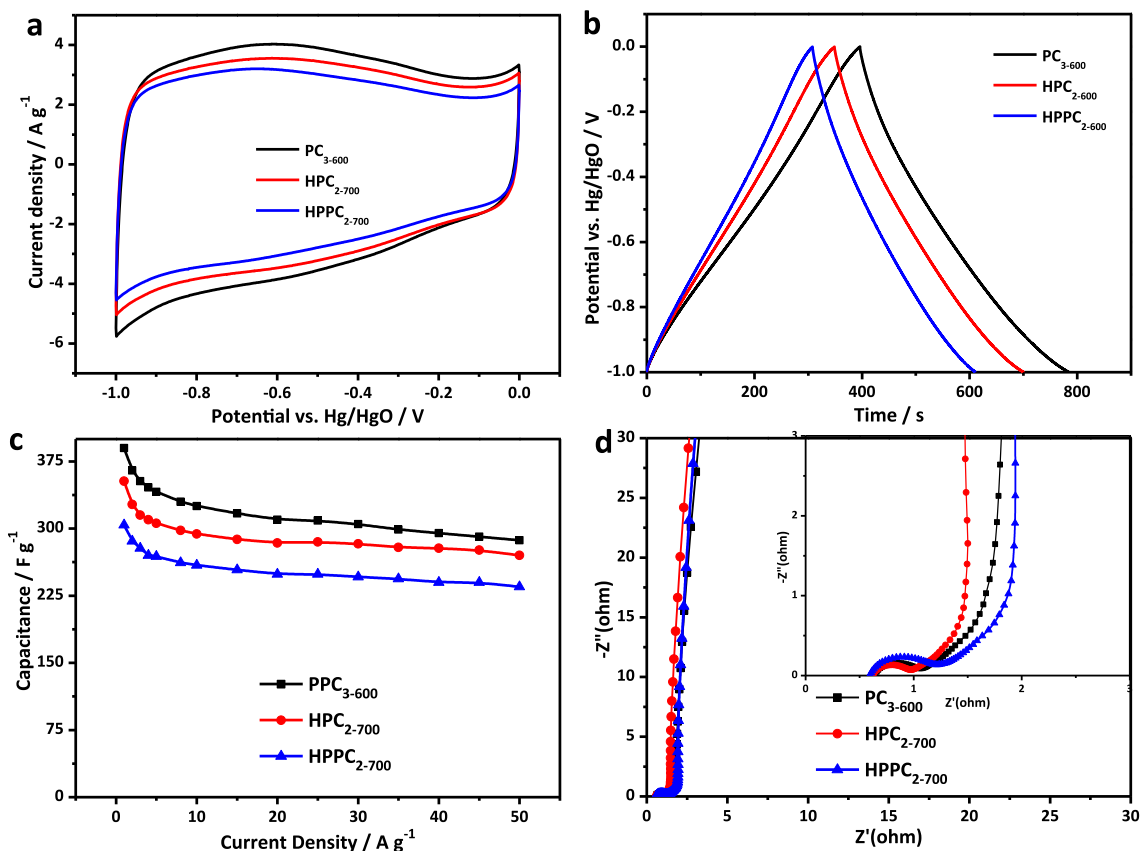 a
4
2
0
-2
-4
-6
Current density / A g⁻¹
PC₃₋₆₀₀
HPC₂₋₇₀₀
HPPC₂₋₇₀₀
-1.0 -0.8 -0.6 -0.4 -0.2 0.0
Potential vs. Hg/HgO / V
b
0.0
-0.2
-0.4
-0.6
-0.8
-1.0
Potential vs. Hg/HgO / V
PC₃₋₆₀₀
HPC₂₋₆₀₀
HPPC₂₋₆₀₀
0 200 400 600 800
Time / s
c
375
300
225
150
75
0
Capacitance / F g⁻¹
PPC₃₋₆₀₀
HPC₂₋₇₀₀
HPPC₂₋₇₀₀
0 10 20 30 40 50
Current Density / A g⁻¹
d
30
25
20
15
10
5
0
-Z''(ohm)
3
2
1
0
-Z''(ohm)
0 1 2 3
Z'(ohm)
PC₃₋₆₀₀
HPC₂₋₇₀₀
HPPC₂₋₇₀₀
0 5 10 15 20 25 30
Z'(ohm)